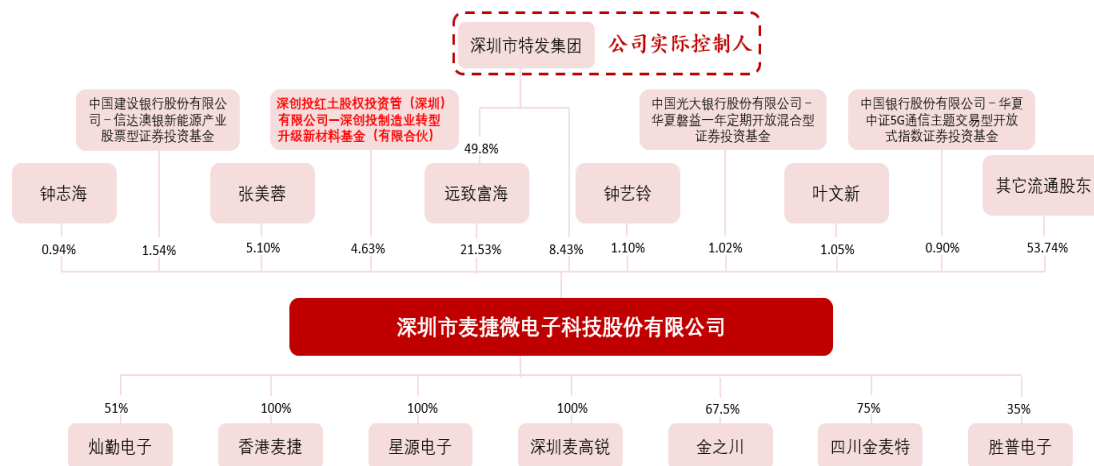 深圳市特发集团
公司实际控制人
中国建设银行股份有限公
司－信达澳银新能源产业
股票型证券投资基金
深创投红土股权投资管（深圳）
有限公司—深创投制造业转型
升级新材料基金（有限合伙）
中国光大银行股份有限公司－
华夏磐益一年定期开放混合型
证券投资基金
中国银行股份有限公司－华夏
中证5G通信主题交易型开放
式指数证券投资基金
49.8%
钟志海
张美蓉
远致富海
钟艺铃
叶文新
其它流通股东
0.94%
1.54%
5.10%
4.63%
21.53%
8.43%
1.10%
1.02%
1.05%
0.90%
53.74%
深圳市麦捷微电子科技股份有限公司
51%
100%
100%
100%
67.5%
75%
35%
灿勤电子
香港麦捷
星源电子
深圳麦高锐
金之川
四川金麦特
胜普电子